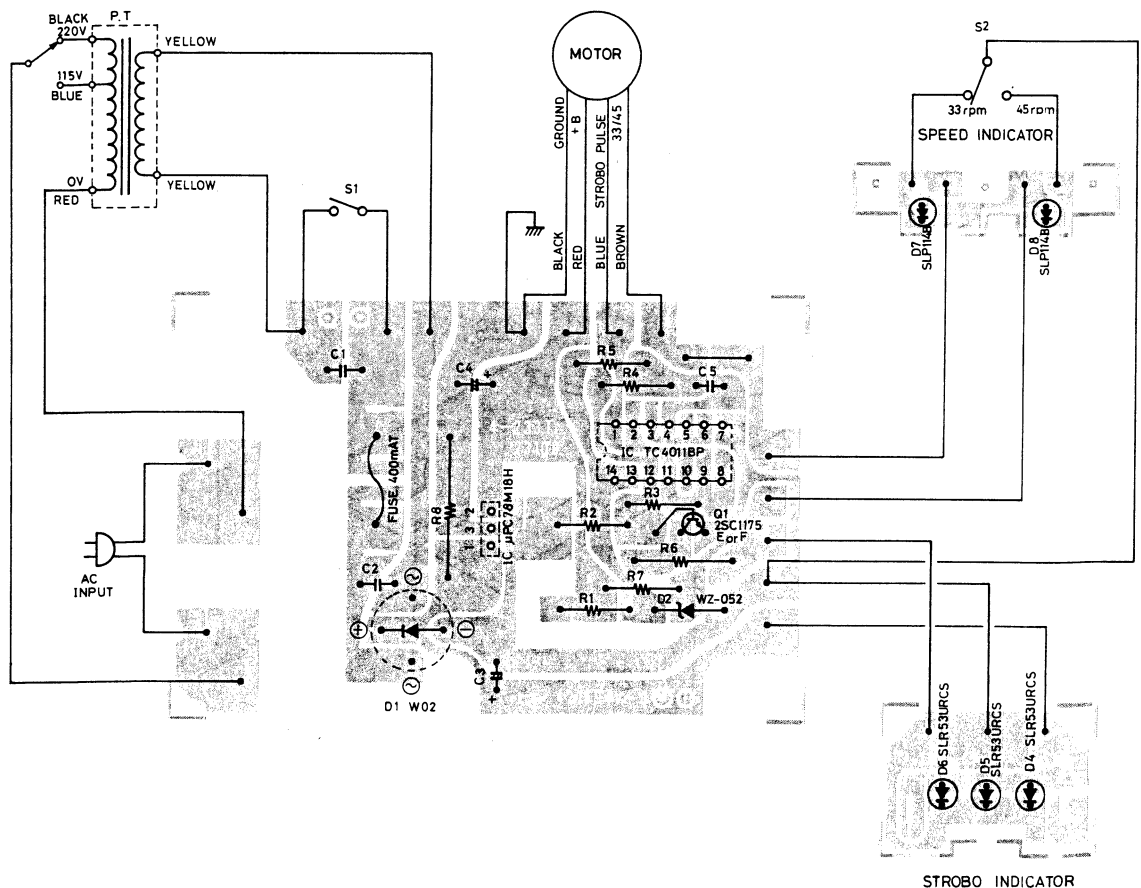 P.T
BLACK
220V
YELLOW
115V
BLUE
0V
RED
YELLOW
S1
MOTOR
GROUND
+B
STROBO PULSE
33/45
BLACK
RED
BLUE
BROWN
S2
33rpm
45rpm
SPEED INDICATOR
D7
SLP114B
D8
SLP114B
C1
C4
+
R5
R4
C5
1 2 3 4 5 6 7
IC TC4011BP
14 13 12 11 10 9 8
FUSE 400mAT
R8
1 3 2
IC μPC78M18H
R3
R2
Q1
2SC1175
E or F
R6
AC
INPUT
C2
R7
R1
D2
WZ-052
+
−
~
~
C3
+
D1 W02
D6 SLR53URCS
D5
SLR53URCS
D4 SLR53URCS
STROBO INDICATOR